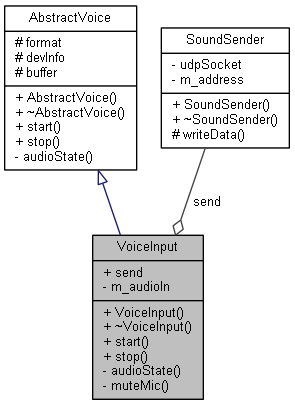 AbstractVoice
# format
# devInfo
# buffer
+ AbstractVoice()
+ ~AbstractVoice()
+ start()
+ stop()
- audioState()
SoundSender
- udpSocket
- m_address
+ SoundSender()
+ ~SoundSender()
# writeData()
send
VoiceInput
+ send
- m_audioIn
+ VoiceInput()
+ ~VoiceInput()
+ start()
+ stop()
- audioState()
- muteMic()